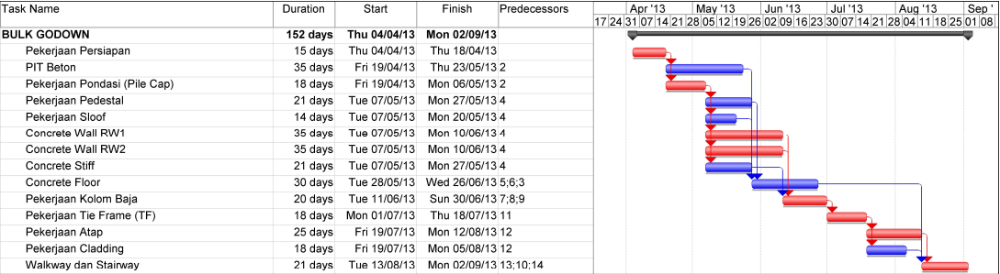 Task Name Duration Start Finish Predecessors Apr '13 May '13 Jun '13 Jul '13 Aug '13 Sep '
17 24 31 07 14 21 28 05 12 19 26 02 09 16 23 30 07 14 21 28 04 11 18 25 01 08
BULK GODOWN 152 days Thu 04/04/13 Mon 02/09/13
Pekerjaan Persiapan 15 days Thu 04/04/13 Thu 18/04/13
PIT Beton 35 days Fri 19/04/13 Thu 23/05/13 2
Pekerjaan Pondasi (Pile Cap) 18 days Fri 19/04/13 Mon 06/05/13 2
Pekerjaan Pedestal 21 days Tue 07/05/13 Mon 27/05/13 4
Pekerjaan Sloof 14 days Tue 07/05/13 Mon 20/05/13 4
Concrete Wall RW1 35 days Tue 07/05/13 Mon 10/06/13 4
Concrete Wall RW2 35 days Tue 07/05/13 Mon 10/06/13 4
Concrete Stiff 21 days Tue 07/05/13 Mon 27/05/13 4
Concrete Floor 30 days Tue 28/05/13 Wed 26/06/13 5;6;3
Pekerjaan Kolom Baja 20 days Tue 11/06/13 Sun 30/06/13 7;8;9
Pekerjaan Tie Frame (TF) 18 days Mon 01/07/13 Thu 18/07/13 11
Pekerjaan Atap 25 days Fri 19/07/13 Mon 12/08/13 12
Pekerjaan Cladding 18 days Fri 19/07/13 Mon 05/08/13 12
Walkway dan Stairway 21 days Tue 13/08/13 Mon 02/09/13 13;10;14